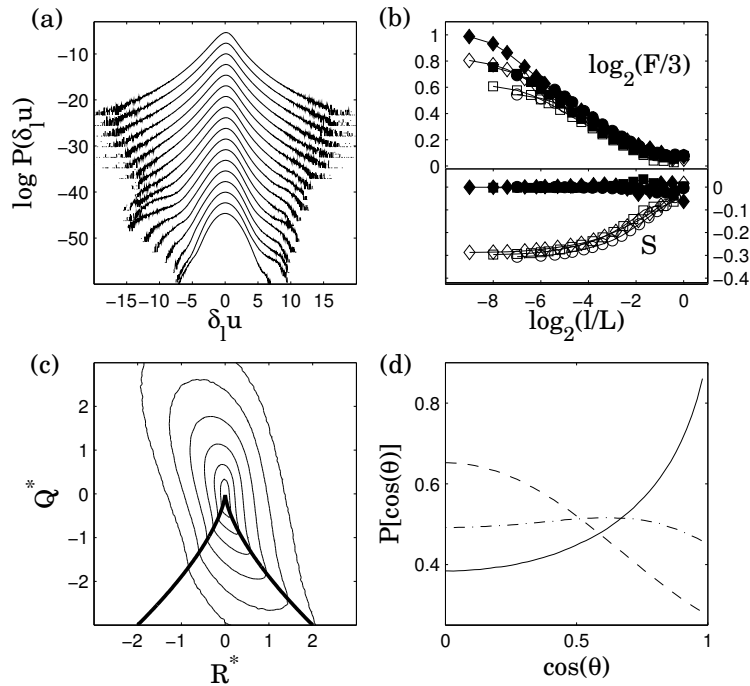 (a)
−10
−20
−30
−40
−50
log P(δ_l u)
−15 −10 −5 0 5 10 15
δ_l u
(b)
1
0.8
0.6
0.4
0.2
0
log_2(F/3)
0
−0.1
−0.2
−0.3
−0.4
S
−8 −6 −4 −2 0
log_2(l/L)
(c)
2
1
0
−1
−2
Q^*
−2 −1 0 1 2
R^*
(d)
0.8
0.6
0.4
P[cos(θ)]
0 0.5 1
cos(θ)